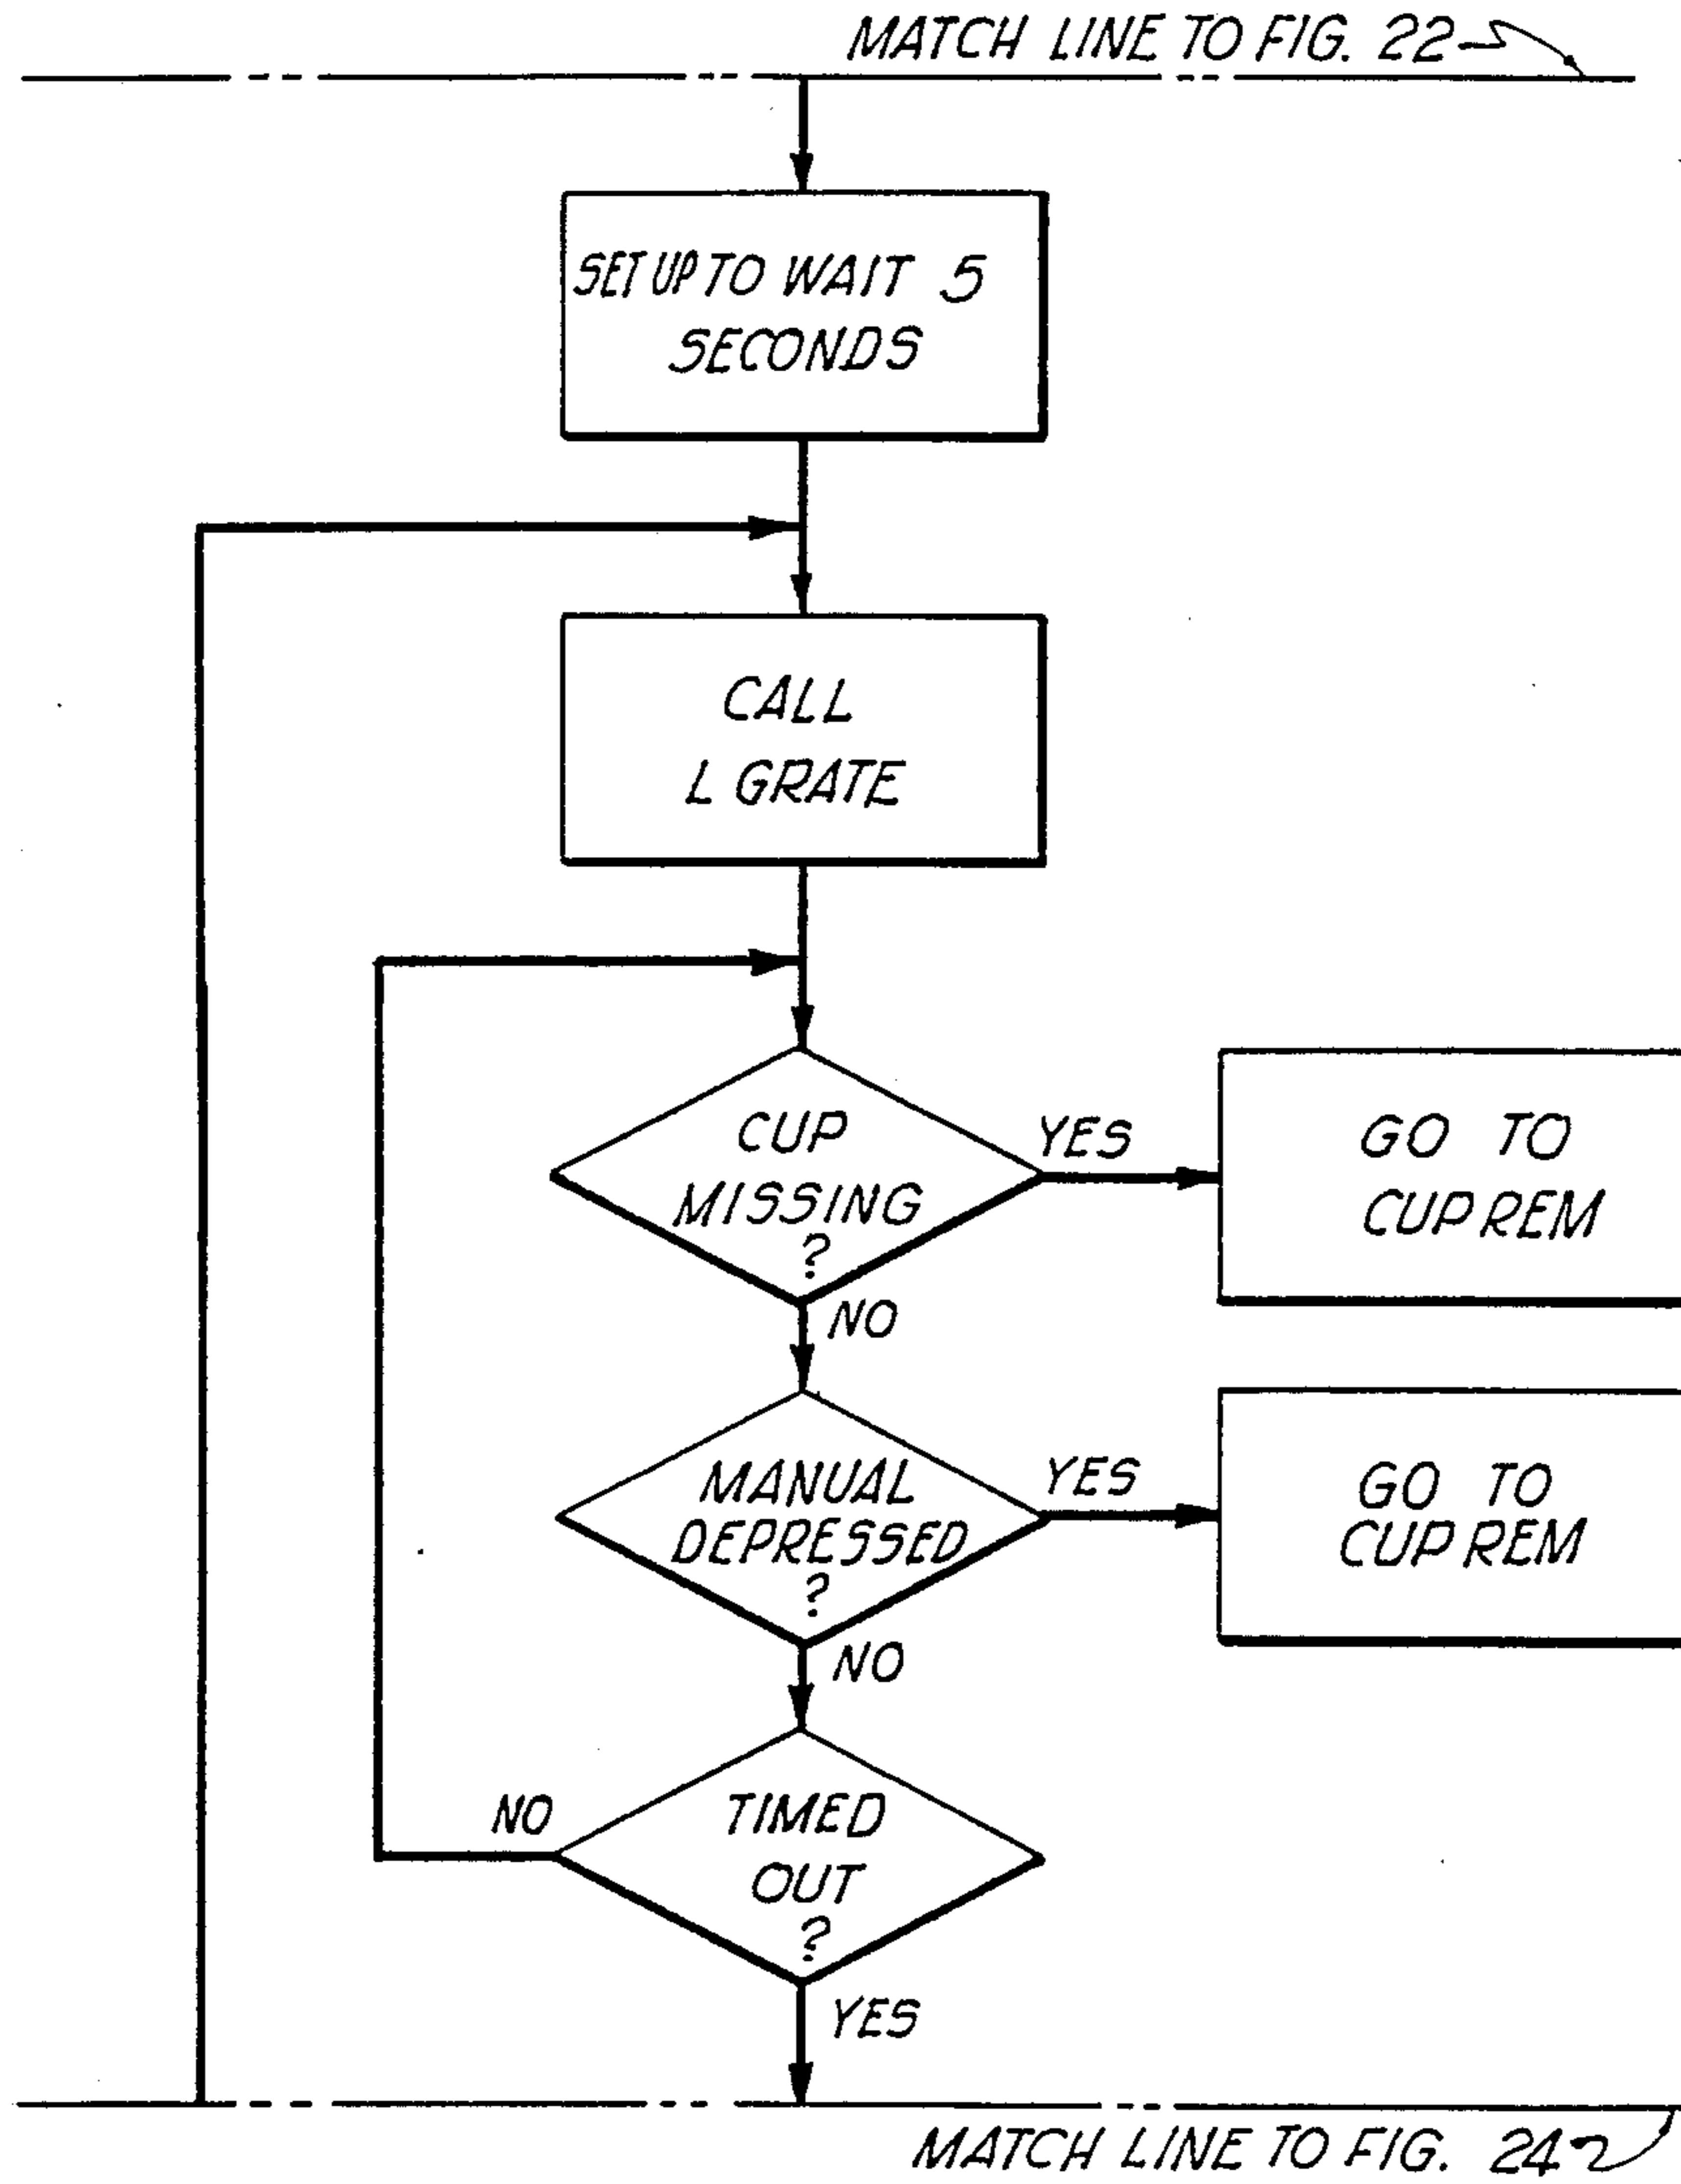 MATCH LINE TO FIG. 22
SET UP TO WAIT 5
SECONDS
CALL
L GRATE
CUP
MISSING
?
YES
GO TO
CUP REM
NO
MANUAL
DEPRESSED
?
YES
GO TO
CUP REM
NO
TIMED
OUT
?
NO
YES
MATCH LINE TO FIG. 24